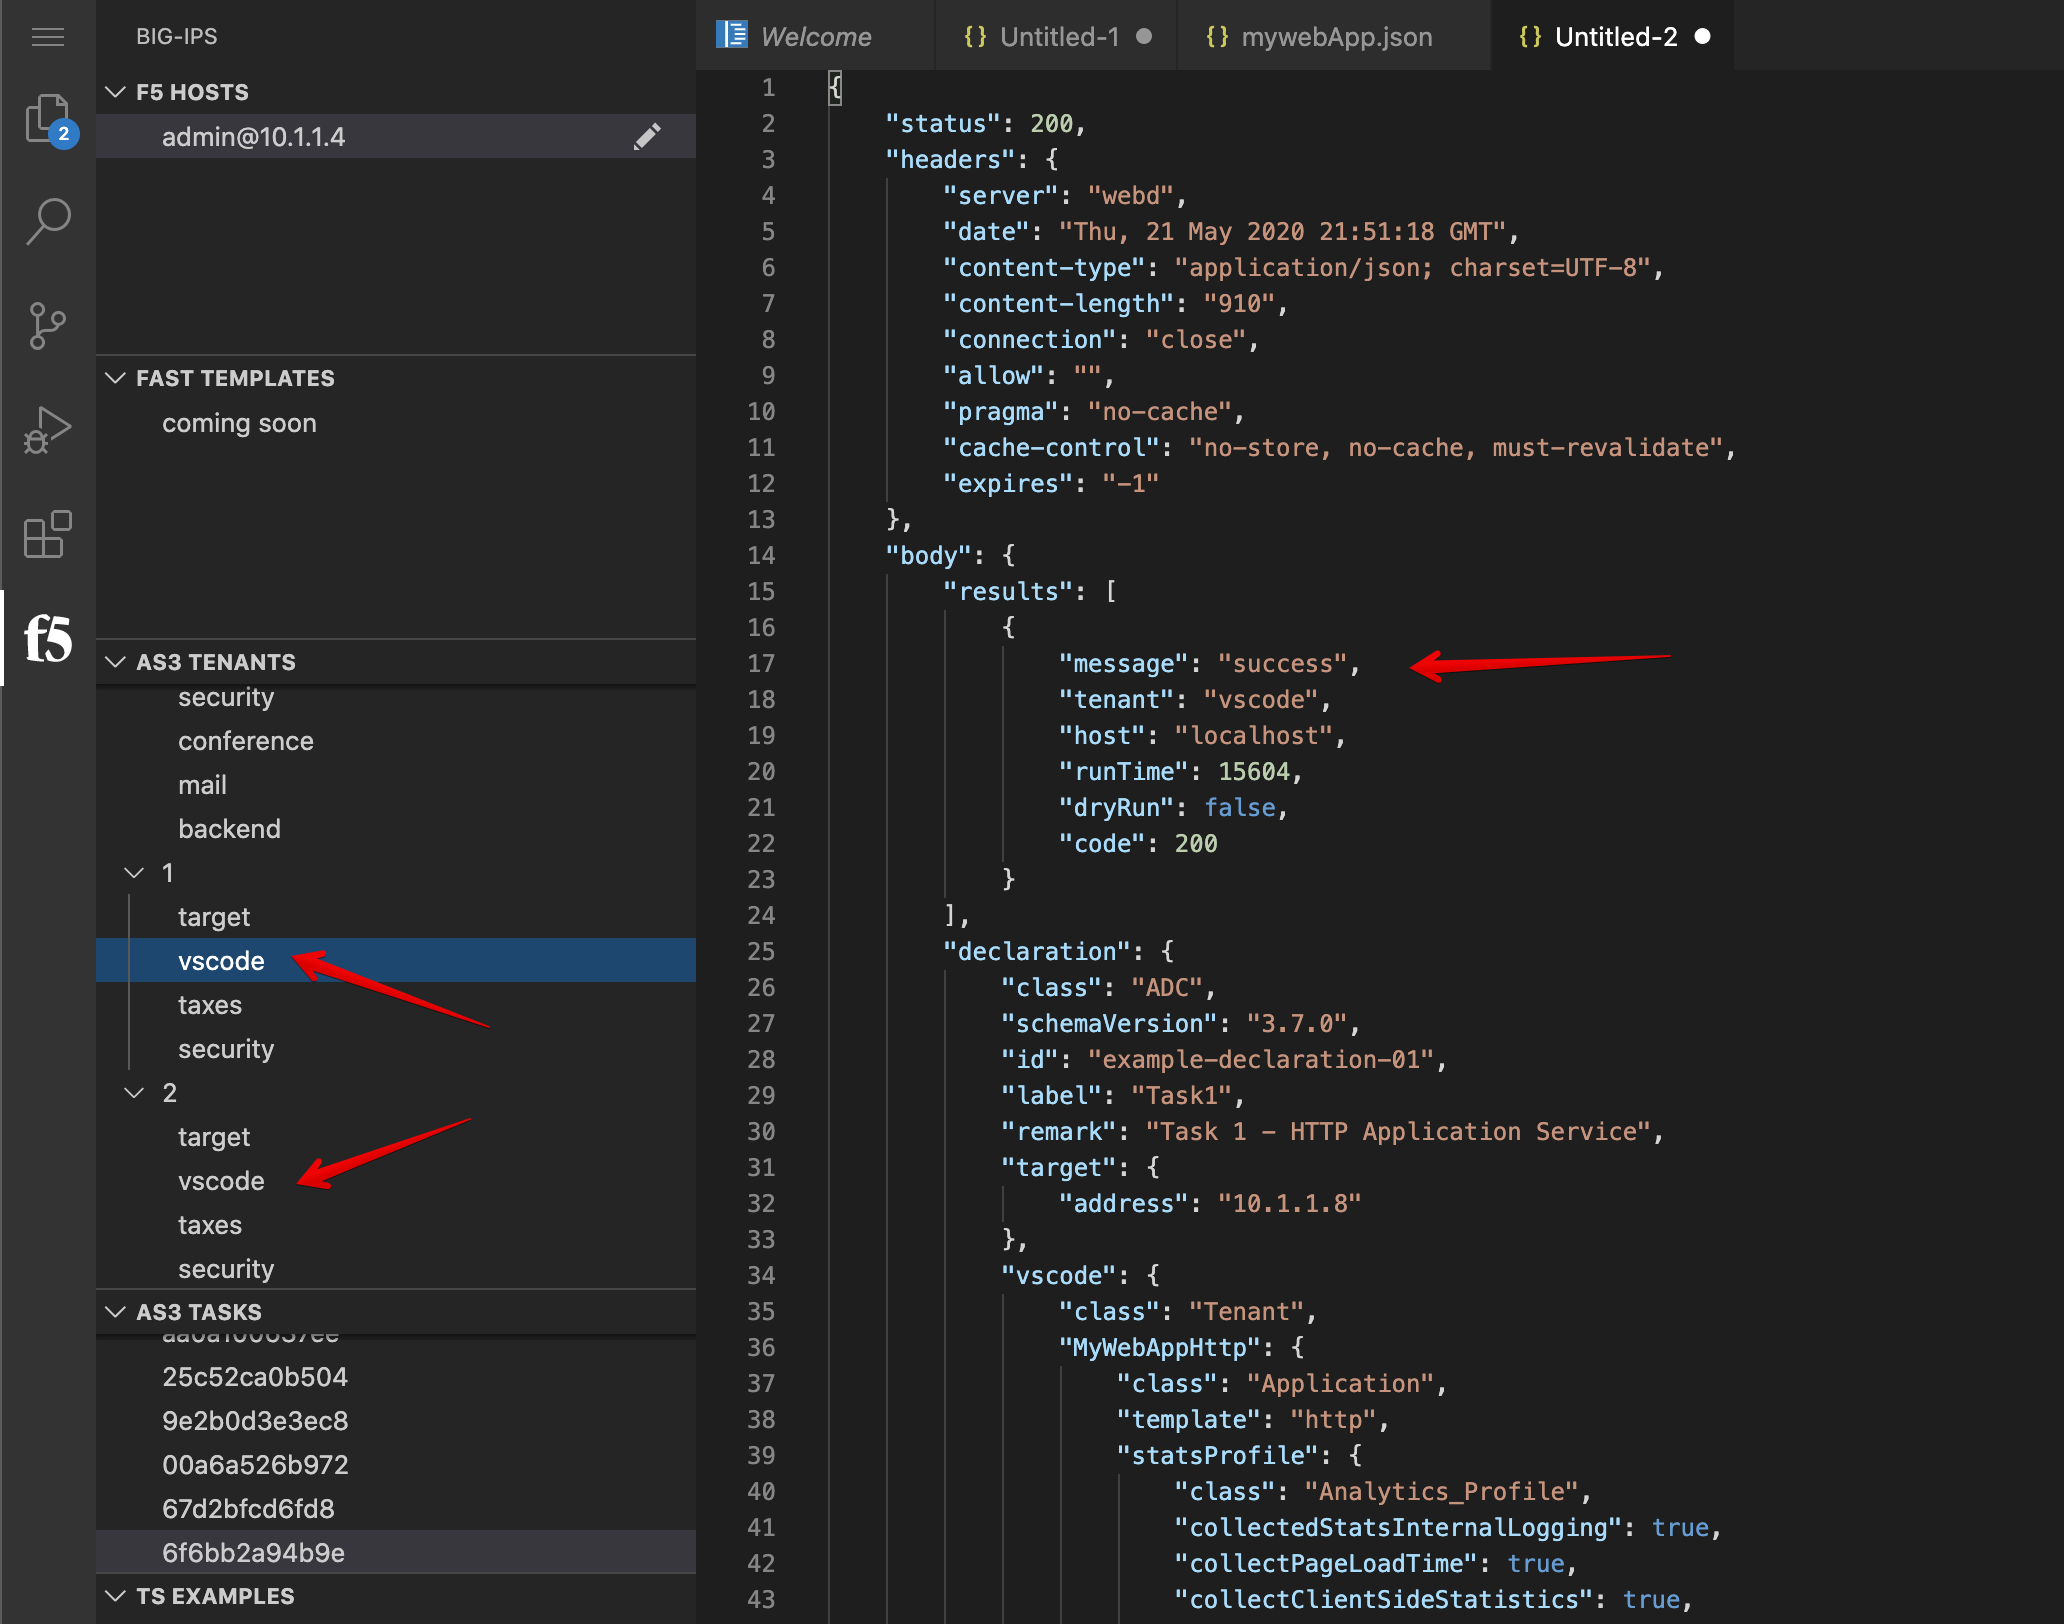 BIG-IPS
F5 HOSTS
admin@10.1.1.4
FAST TEMPLATES
coming soon
AS3 TENANTS
security
conference
mail
backend
1
target
vscode
taxes
security
2
target
vscode
taxes
security
AS3 TASKS
25c52ca0b504
9e2b0d3e3ec8
00a6a526b972
67d2bfcd6fd8
6f6bb2a94b9e
TS EXAMPLES
2
f5
Welcome
{} Untitled-1
{} mywebApp.json
{} Untitled-2
1 {
2 "status": 200,
3 "headers": {
4 "server": "webd",
5 "date": "Thu, 21 May 2020 21:51:18 GMT",
6 "content-type": "application/json; charset=UTF-8",
7 "content-length": "910",
8 "connection": "close",
9 "allow": "",
10 "pragma": "no-cache",
11 "cache-control": "no-store, no-cache, must-revalidate",
12 "expires": "-1"
13 },
14 "body": {
15 "results": [
16 {
17 "message": "success",
18 "tenant": "vscode",
19 "host": "localhost",
20 "runTime": 15604,
21 "dryRun": false,
22 "code": 200
23 }
24 ],
25 "declaration": {
26 "class": "ADC",
27 "schemaVersion": "3.7.0",
28 "id": "example-declaration-01",
29 "label": "Task1",
30 "remark": "Task 1 - HTTP Application Service",
31 "target": {
32 "address": "10.1.1.8"
33 },
34 "vscode": {
35 "class": "Tenant",
36 "MyWebAppHttp": {
37 "class": "Application",
38 "template": "http",
39 "statsProfile": {
40 "class": "Analytics_Profile",
41 "collectedStatsInternalLogging": true,
42 "collectPageLoadTime": true,
43 "collectClientSideStatistics": true,